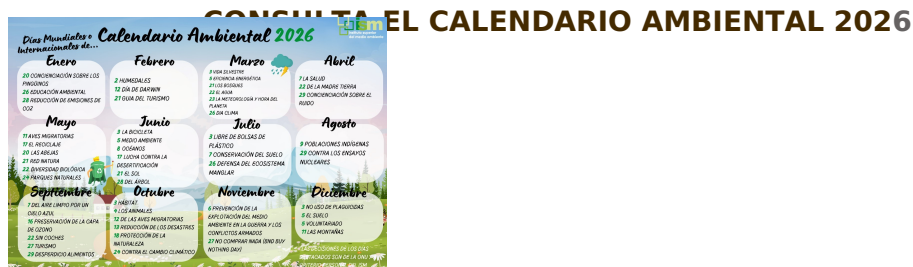 CONSULTA EL CALENDARIO AMBIENTAL 2026
Días Mundiales o
Internacionales de...
Calendario Ambiental 2026
ism
Enero
20 CONCIENCIACIÓN SOBRE LOS
PINGÜINOS
26 EDUCACIÓN AMBIENTAL
28 REDUCCIÓN DE EMISIONES DE
CO2
Febrero
2 HUMEDALES
12 DÍA DE DARWIN
21 GUIA DEL TURISMO
Marzo
3 VIDA SILVESTRE
5 EFICIENCIA ENERGÉTICA
21 LOS BOSQUES
22 EL AGUA
23 LA METEOROLOGÍA Y HORA DEL
PLANETA
26 DIA CLIMA
Abril
7 LA SALUD
22 DE LA MADRE TIERRA
29 CONCIENCIACIÓN SOBRE EL
RUIDO
Mayo
11 AVES MIGRATORIAS
17 EL RECICLAJE
20 LAS ABEJAS
21 RED NATURA
22 DIVERSIDAD BIOLÓGICA
24 PARQUES NATURALES
Junio
3 LA BICICLETA
5 MEDIO AMBIENTE
8 OCÉANOS
17 LUCHA CONTRA LA
DESERTIFICACIÓN
21 EL SOL
28 DEL ÁRBOL
Julio
3 LIBRE DE BOLSAS DE
PLÁSTICO
7 CONSERVACIÓN DEL SUELO
26 DEFENSA DEL ECOSISTEMA
MANGLAR
Agosto
9 POBLACIONES INDÍGENAS
29 CONTRA LOS ENSAYOS
NUCLEARES
Septiembre
7 DEL AIRE LIMPIO POR UN
CIELO AZUL
16 PRESERVACIÓN DE LA CAPA
DE OZONO
22 SIN COCHES
27 TURISMO
29 DESPERDICIO ALIMENTOS
Octubre
3 HÁBITAT
4 LOS ANIMALES
12 DE LAS AVES MIGRATORIAS
13 REDUCCIÓN DE LOS DESASTRES
18 PROTECCIÓN DE LA
NATURALEZA
24 CONTRA EL CAMBIO CLIMÁTICO
Noviembre
6 PREVENCIÓN DE LA
EXPLOTACIÓN DEL MEDIO
AMBIENTE EN LA GUERRA Y LOS
CONFLICTOS ARMADOS
27 NO COMPRAR NADA (BND BUY
NOTHING DAY)
Diciembre
3 NO USO DE PLAGUICIDAS
5 EL SUELO
5 VOLUNTARIADO
11 LAS MONTAÑAS